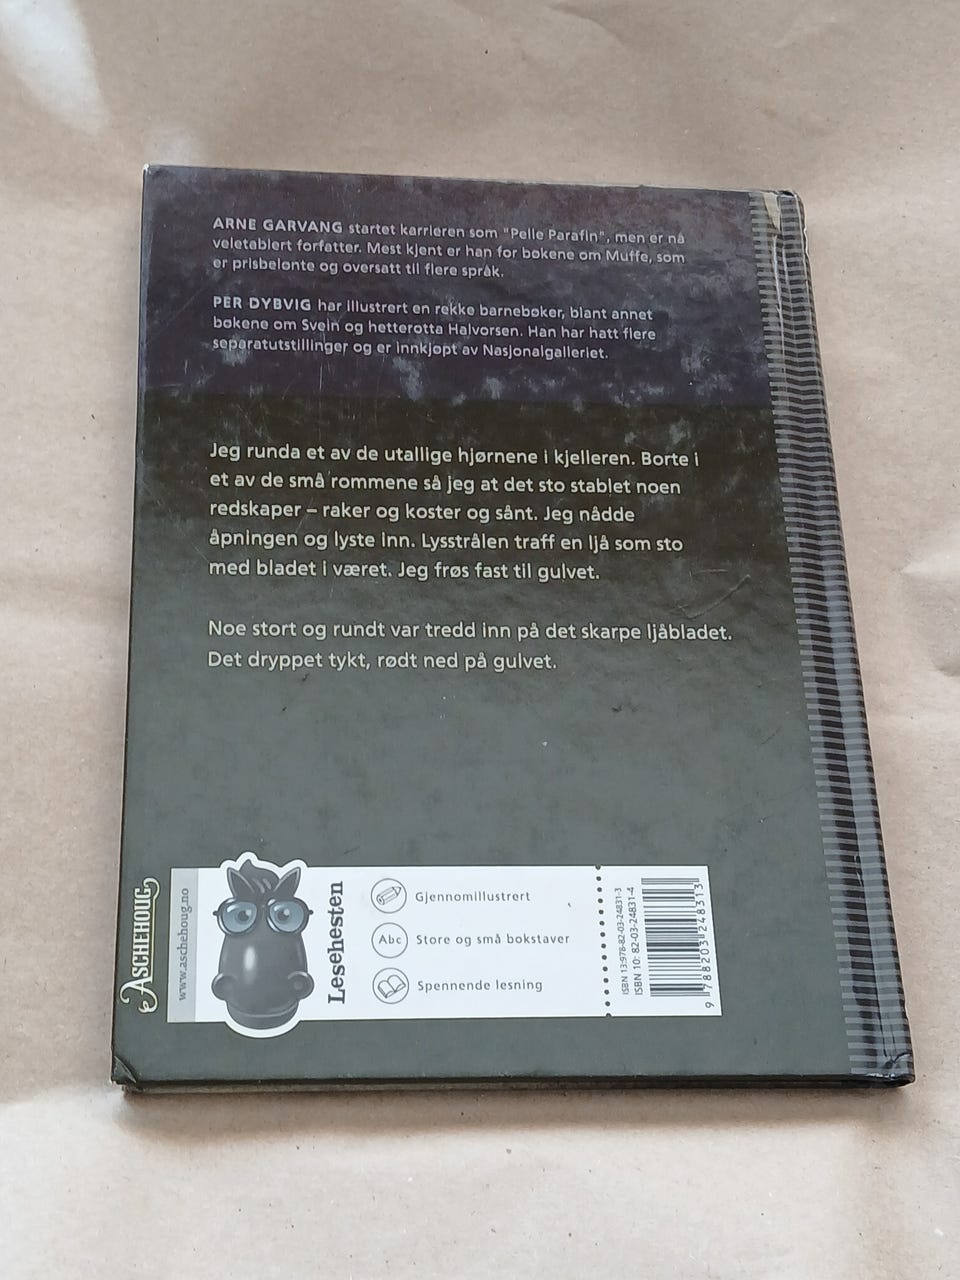 ARNE GARVANG startet karrieren som "Pelle Parafin", men er nå
veletablert forfatter. Mest kjent er han for bøkene om Muffe, som
er prisbelønte og oversatt til flere språk.
PER DYBVIG har illustrert en rekke barnebøker, blant annet
bøkene om Svein og hetterotta Halvorsen. Han har hatt flere
separatutstillinger og er innkjøpt av Nasjonalgalleriet.
Jeg runda et av de utallige hjørnene i kjelleren. Borte i
et av de små rommene så jeg at det sto stablet noen
redskaper – raker og koster og sånt. Jeg nådde
åpningen og lyste inn. Lysstrålen traff en ljå som sto
med bladet i været. Jeg frøs fast til gulvet.
Noe stort og rundt var tredd inn på det skarpe ljåbladet.
Det dryppet tykt, rødt ned på gulvet.
ASCHEHOUG
www.aschehoug.no
Lesehesten
Gjennomillustrert
Abc Store og små bokstaver
Spennende lesning
ISBN 13:978-82-03-24831-3
ISBN 10: 82-03-24831-4
9 788203 248313